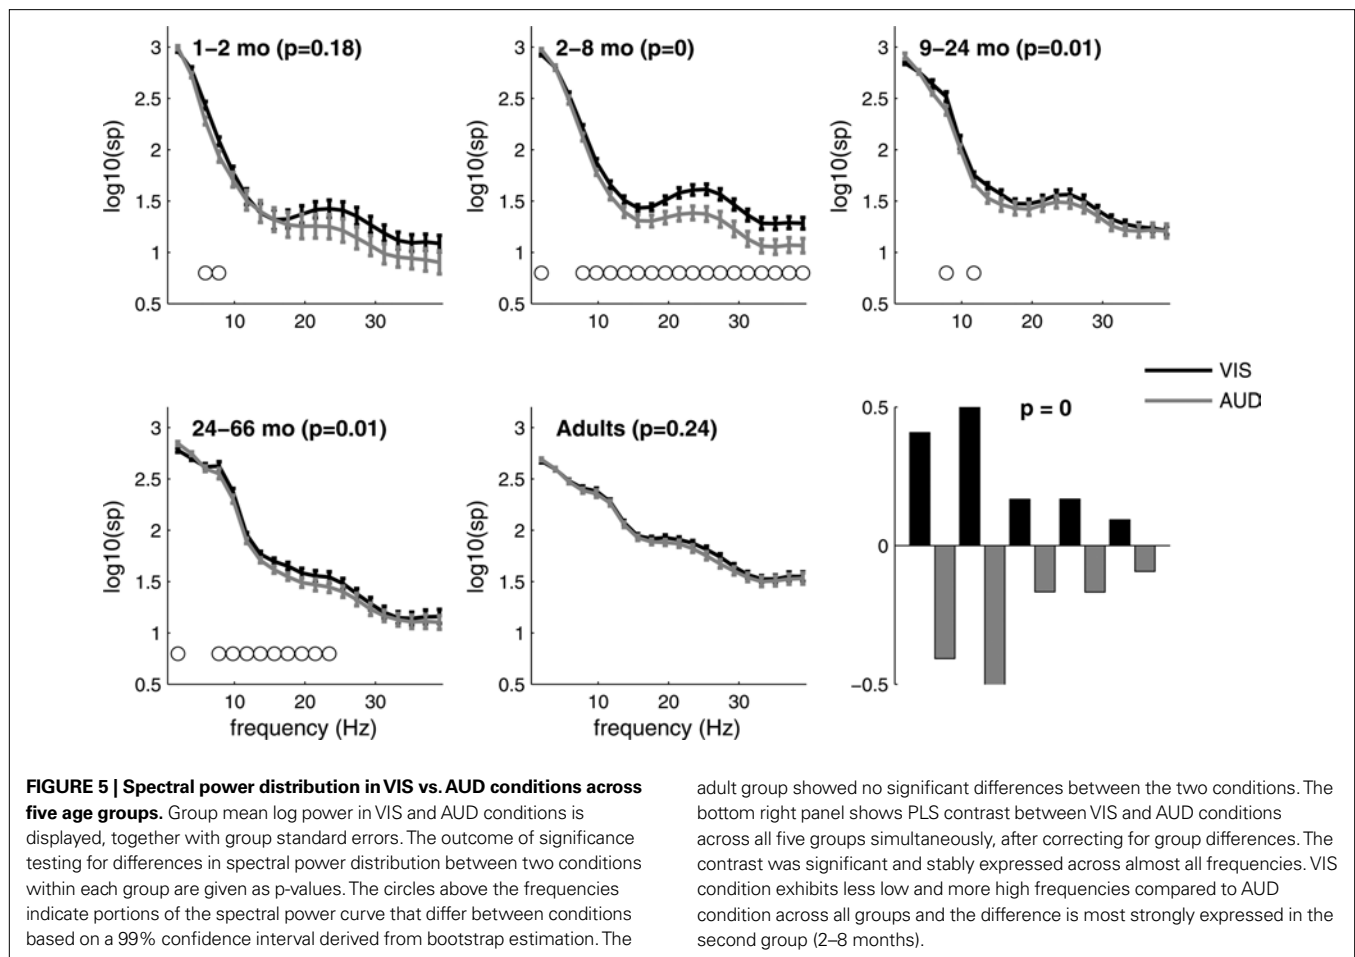 1–2 mo (p=0.18)
3
2.5
2
1.5
1
0.5
log10(sp)
10
20
30
2–8 mo (p=0)
3
2.5
2
1.5
1
0.5
log10(sp)
10
20
30
9–24 mo (p=0.01)
3
2.5
2
1.5
1
0.5
log10(sp)
10
20
30
VIS
AUD
24–66 mo (p=0.01)
3
2.5
2
1.5
1
0.5
log10(sp)
10
20
30
frequency (Hz)
Adults (p=0.24)
3
2.5
2
1.5
1
0.5
log10(sp)
10
20
30
frequency (Hz)
p = 0
0.5
0
−0.5
FIGURE 5 | Spectral power distribution in VIS vs. AUD conditions across
five age groups. Group mean log power in VIS and AUD conditions is
displayed, together with group standard errors. The outcome of significance
testing for differences in spectral power distribution between two conditions
within each group are given as p-values. The circles above the frequencies
indicate portions of the spectral power curve that differ between conditions
based on a 99% confidence interval derived from bootstrap estimation. The
adult group showed no significant differences between the two conditions. The
bottom right panel shows PLS contrast between VIS and AUD conditions
across all five groups simultaneously, after correcting for group differences. The
contrast was significant and stably expressed across almost all frequencies. VIS
condition exhibits less low and more high frequencies compared to AUD
condition across all groups and the difference is most strongly expressed in the
second group (2–8 months).